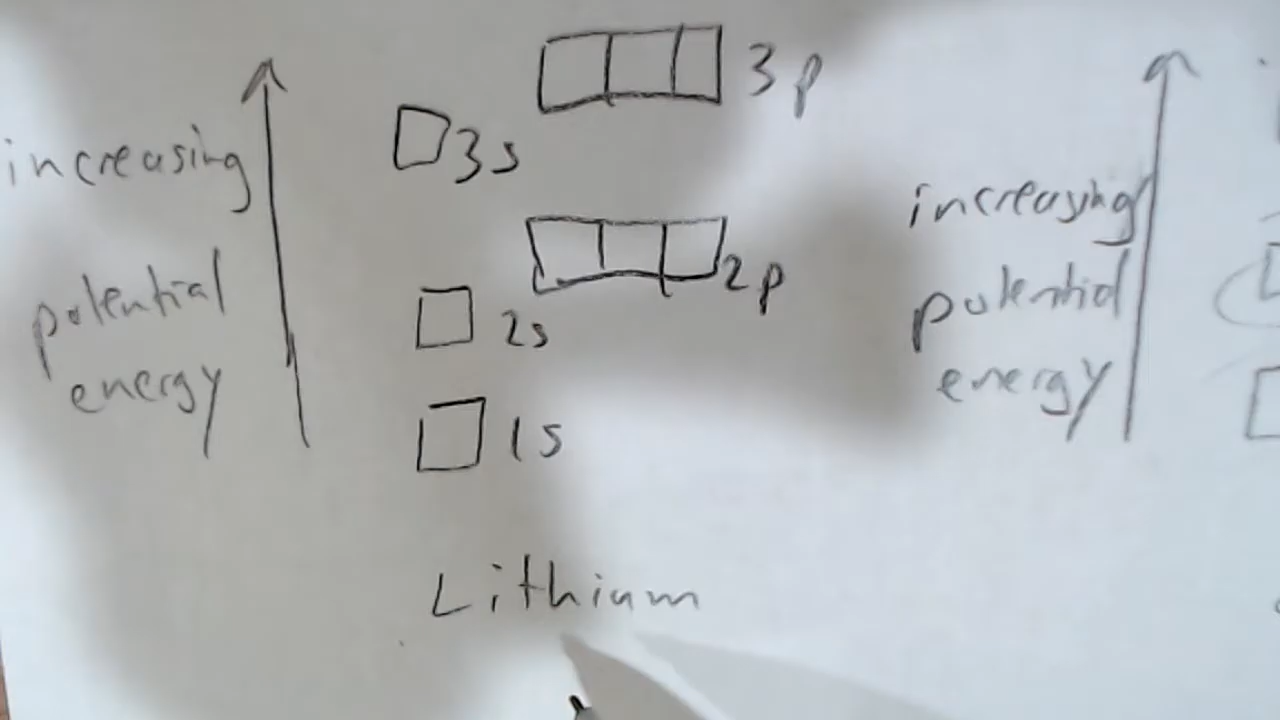 3p
3s
increasing
2p
potential
2s
energy
1s
Lithium
increasing
potential
energy